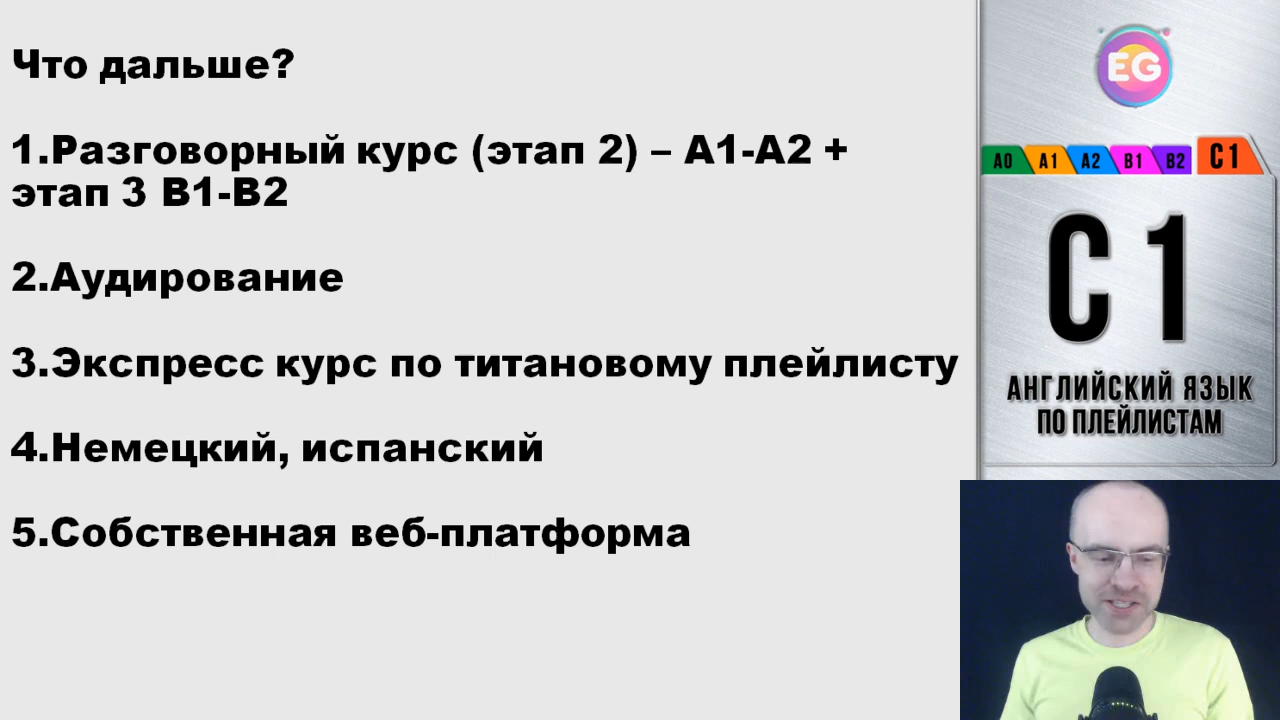 Что дальше?
1.Разговорный курс (этап 2) – A1-A2 +
этап 3 B1-B2
2.Аудирование
3.Экспресс курс по титановому плейлисту
4.Немецкий, испанский
5.Собственная веб-платформа
EG
A0 A1 A2 B1 B2 C1
C1
АНГЛИЙСКИЙ ЯЗЫК
ПО ПЛЕЙЛИСТАМ